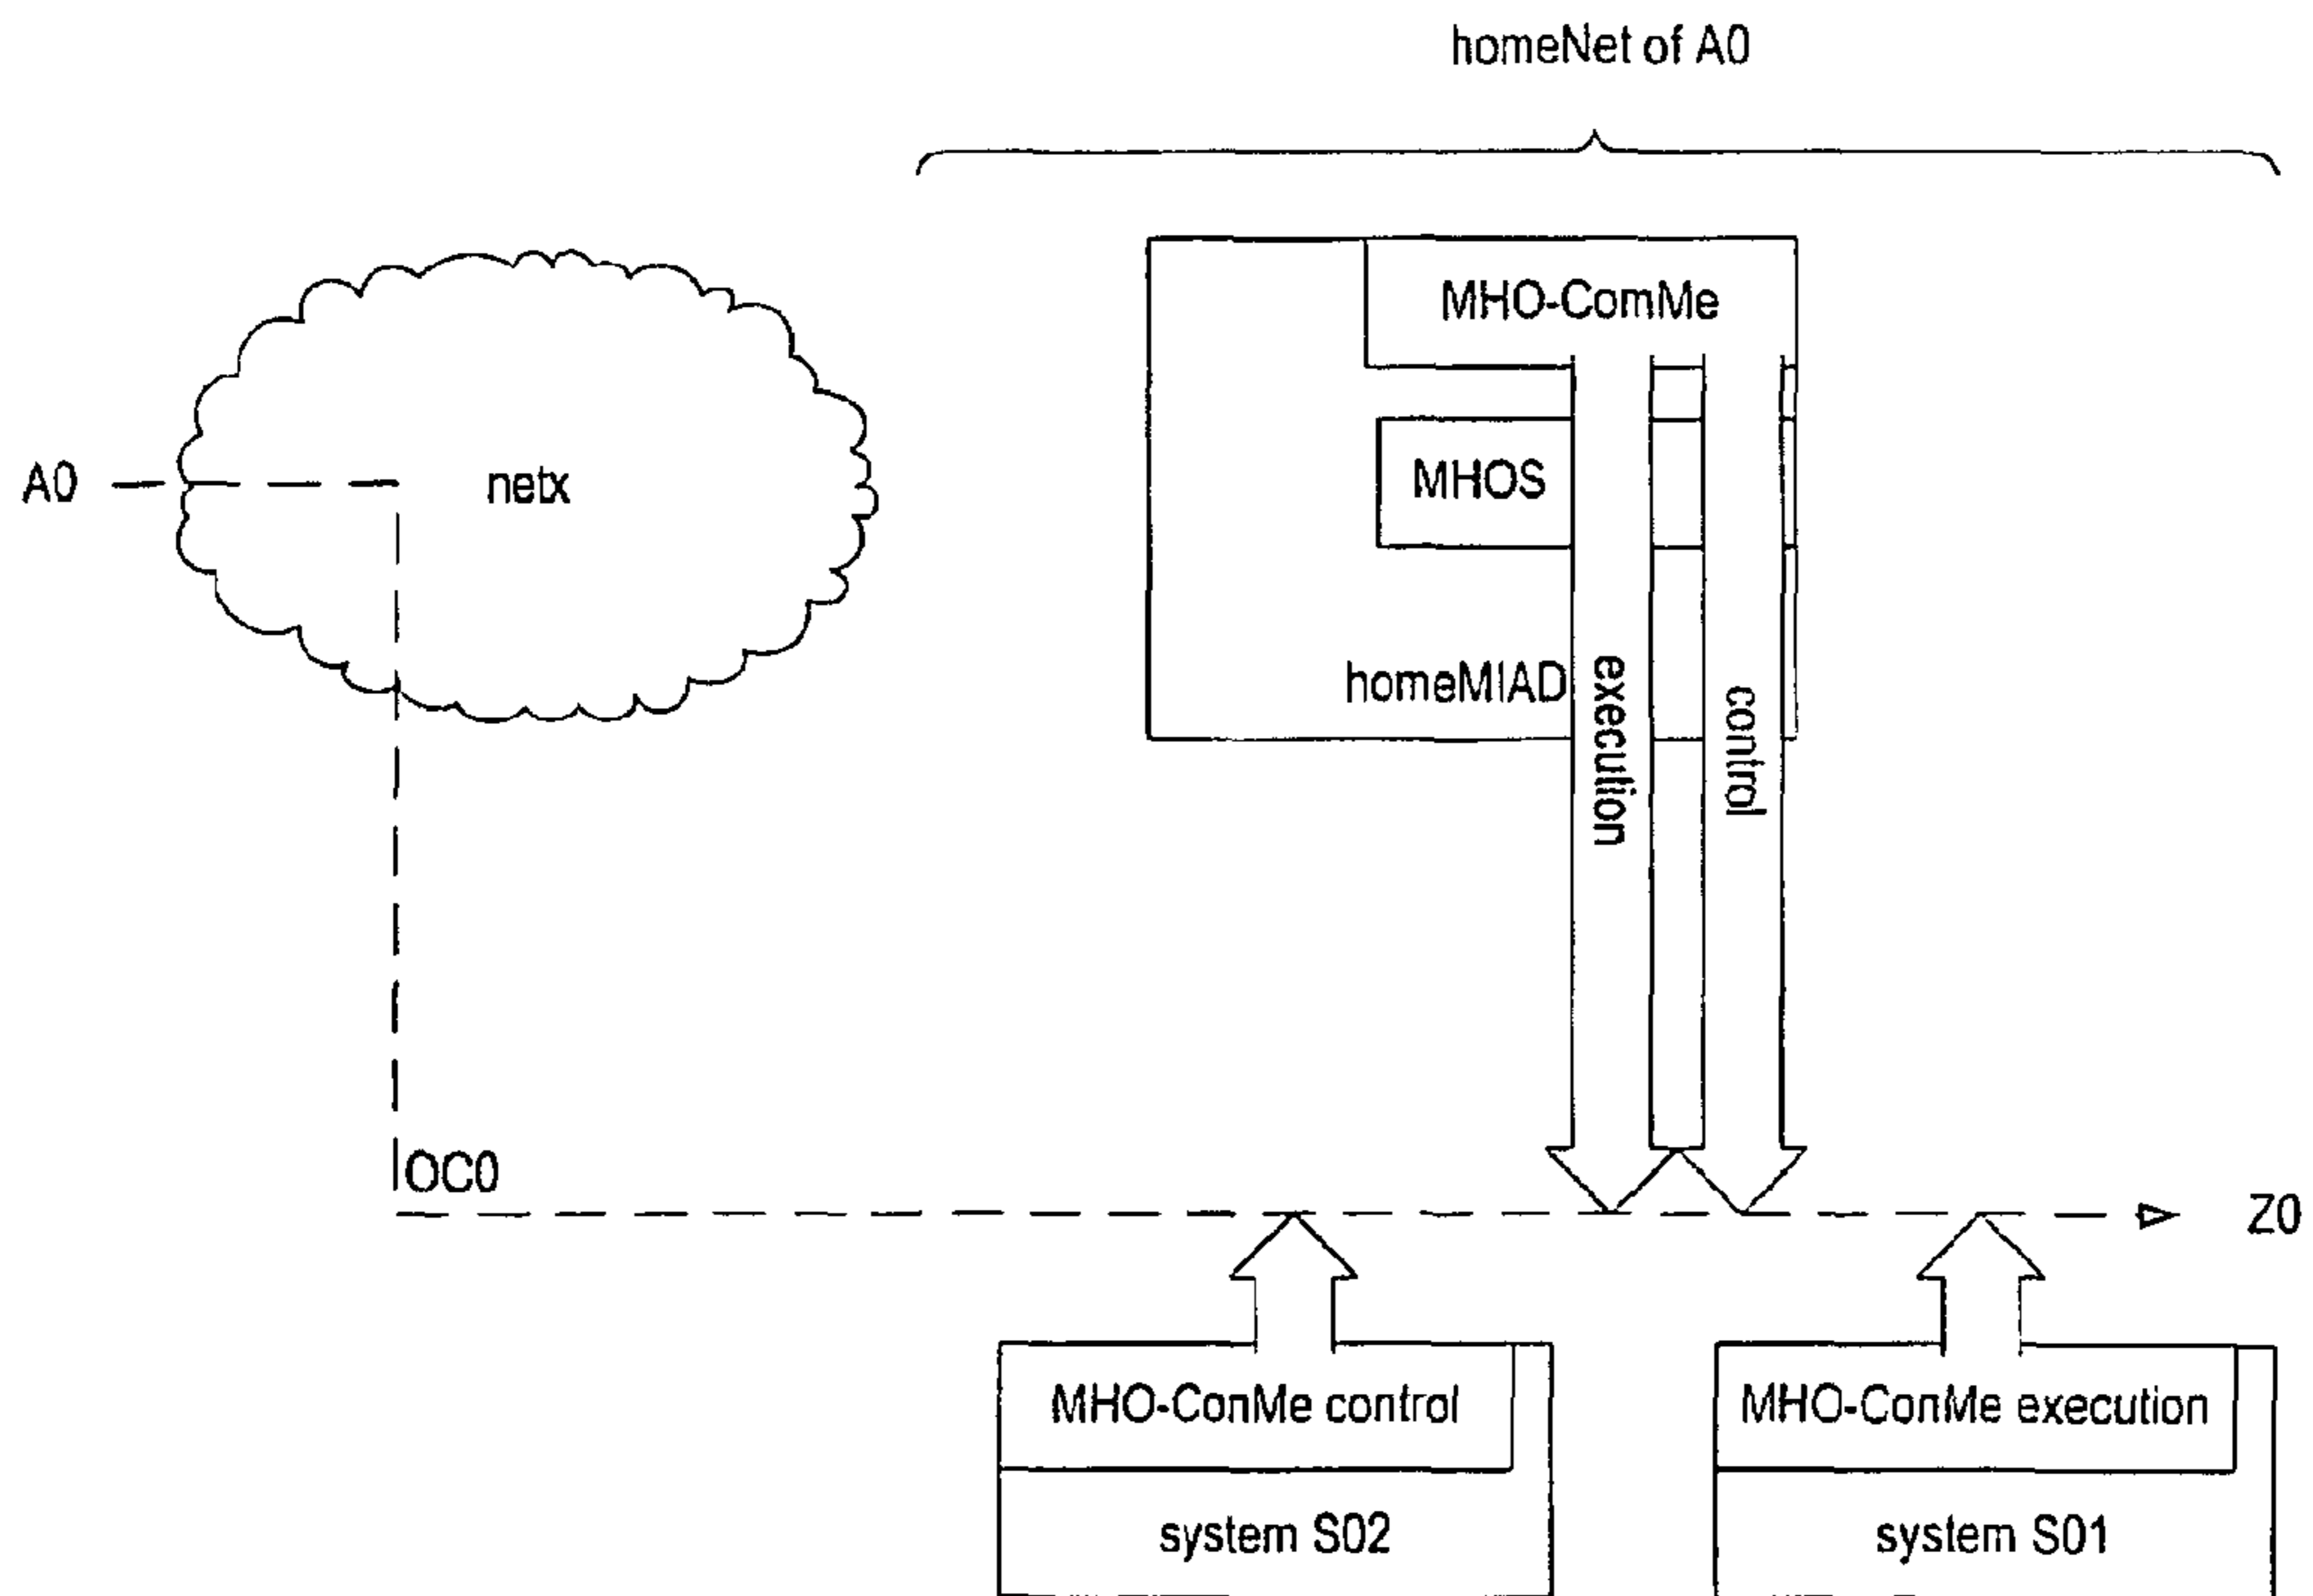 homeNet of A0
MHO-ComMe
A0
netx
MHOS
homeMIAD
execution
control
OC0
Z0
MHO-ConMe control
MHO-ConMe execution
system S02
system S01